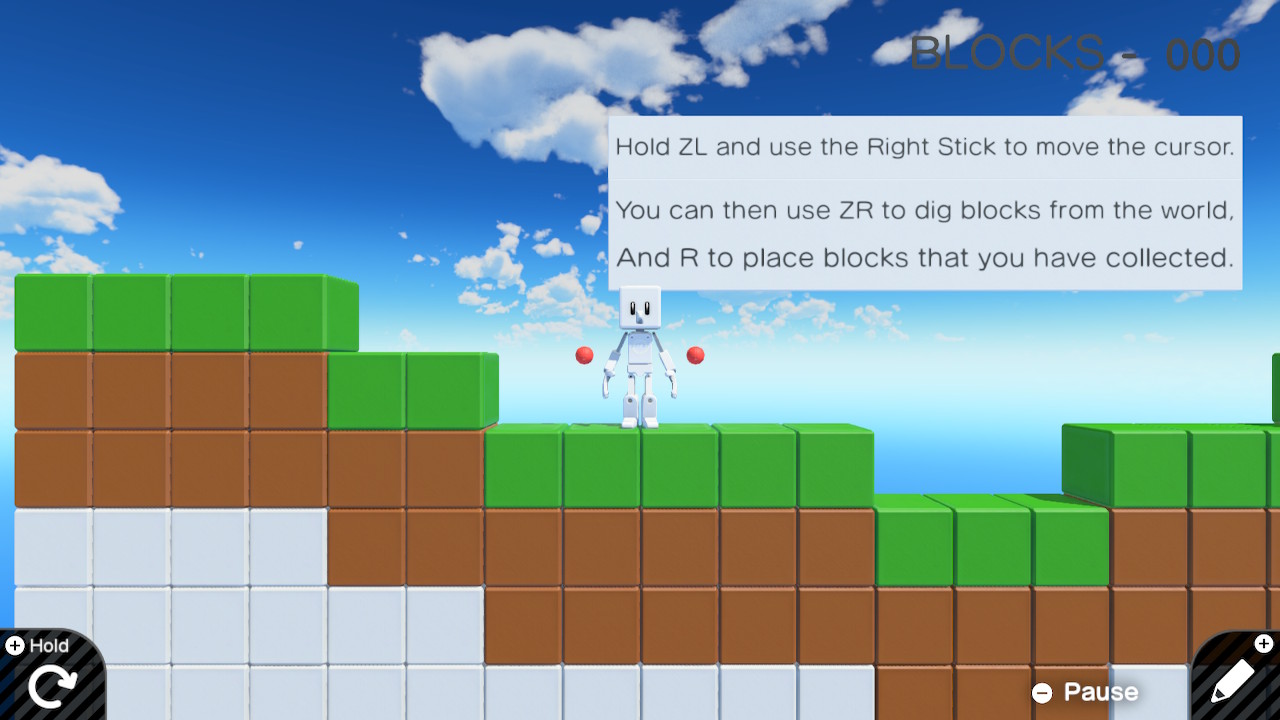 BLOCKS - 000
Hold ZL and use the Right Stick to move the cursor.
You can then use ZR to dig blocks from the world,
And R to place blocks that you have collected.
Hold
Pause